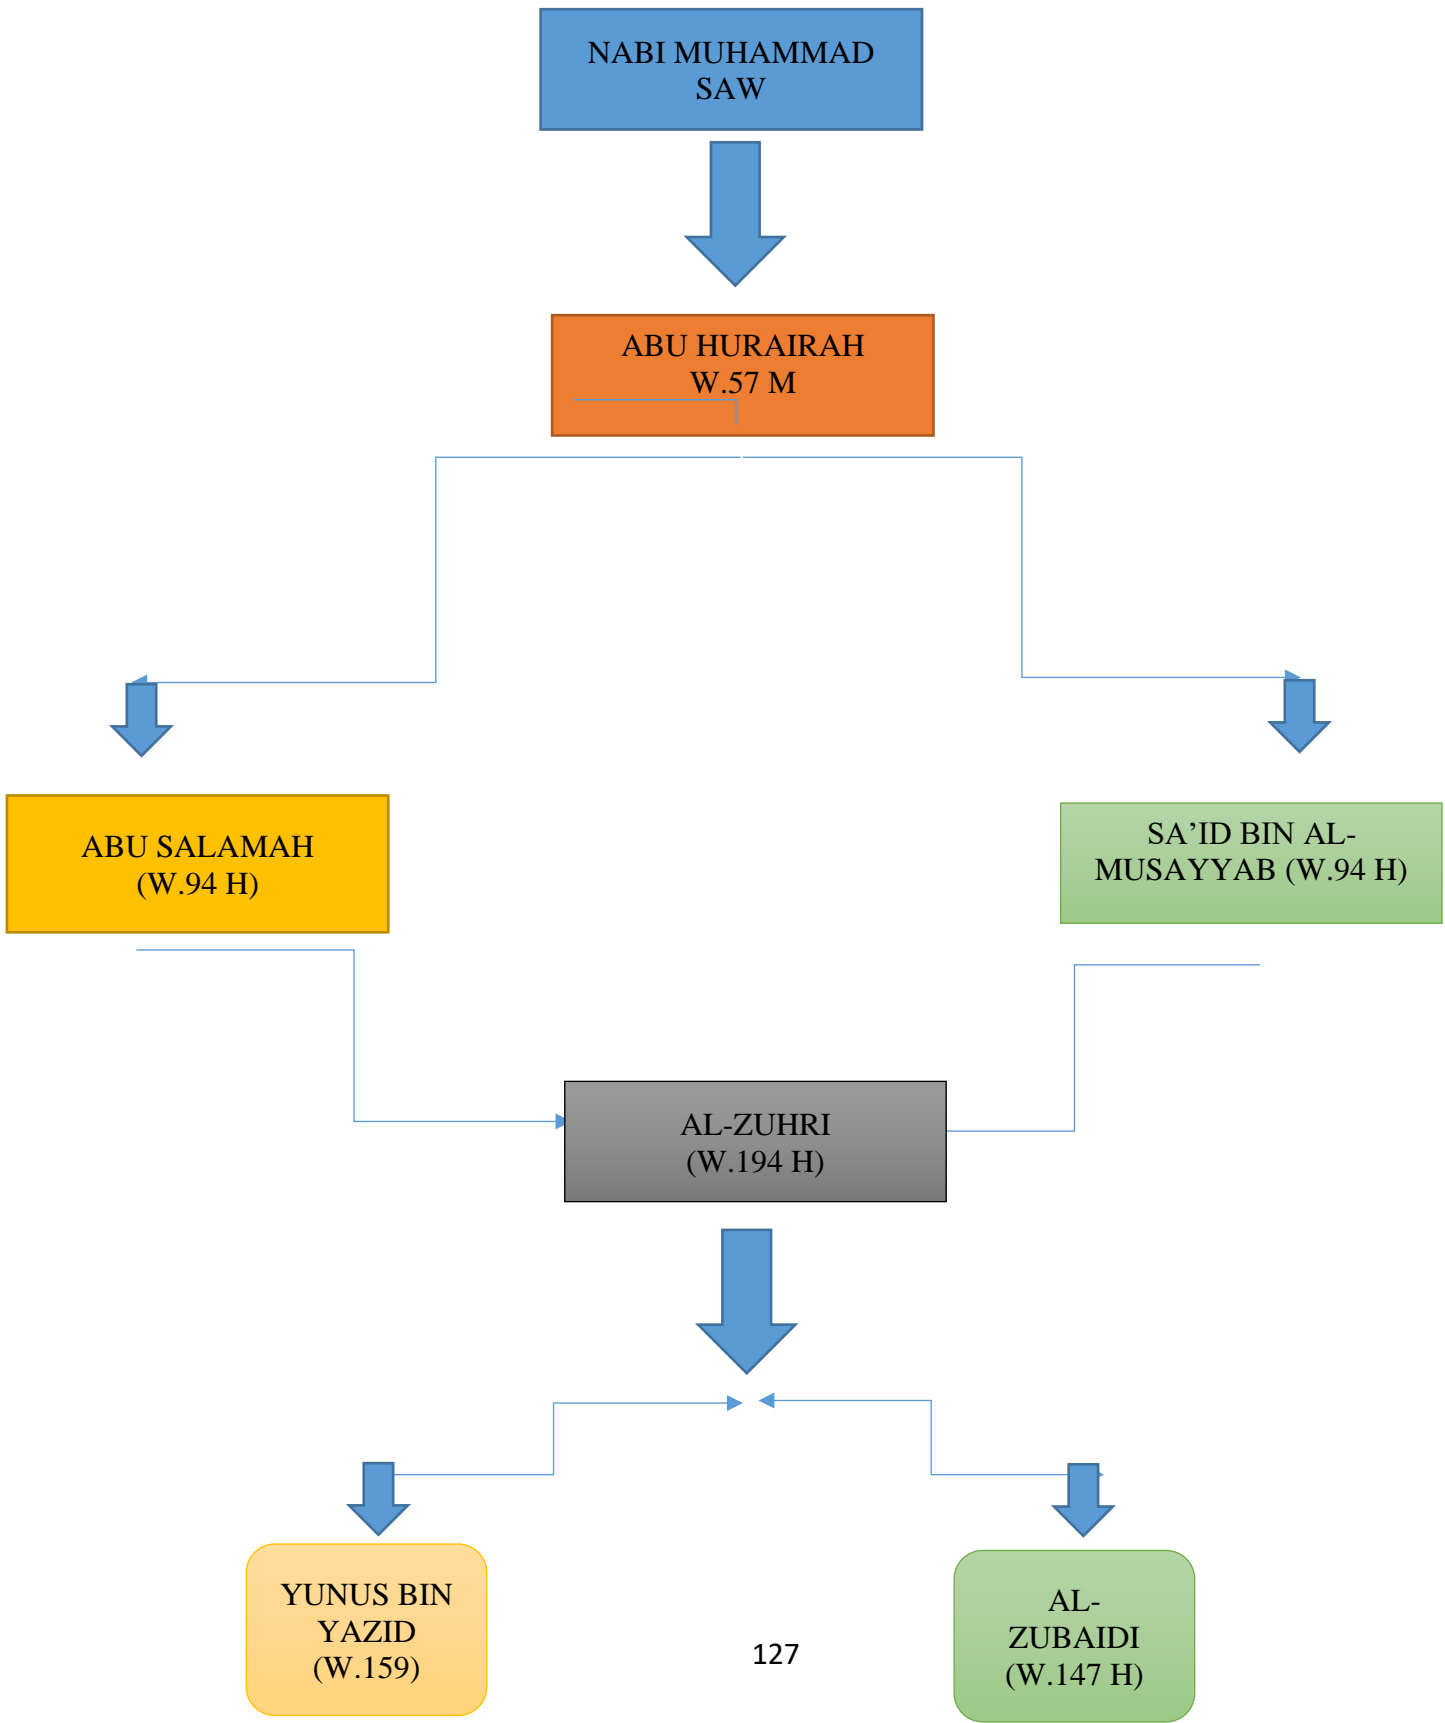 NABI MUHAMMAD
SAW
ABU HURAIRAH
W.57 M
ABU SALAMAH
(W.94 H)
SA’ID BIN AL-
MUSAYYAB (W.94 H)
AL-ZUHRI
(W.194 H)
YUNUS BIN
YAZID
(W.159)
AL-
ZUBAIDI
(W.147 H)
127